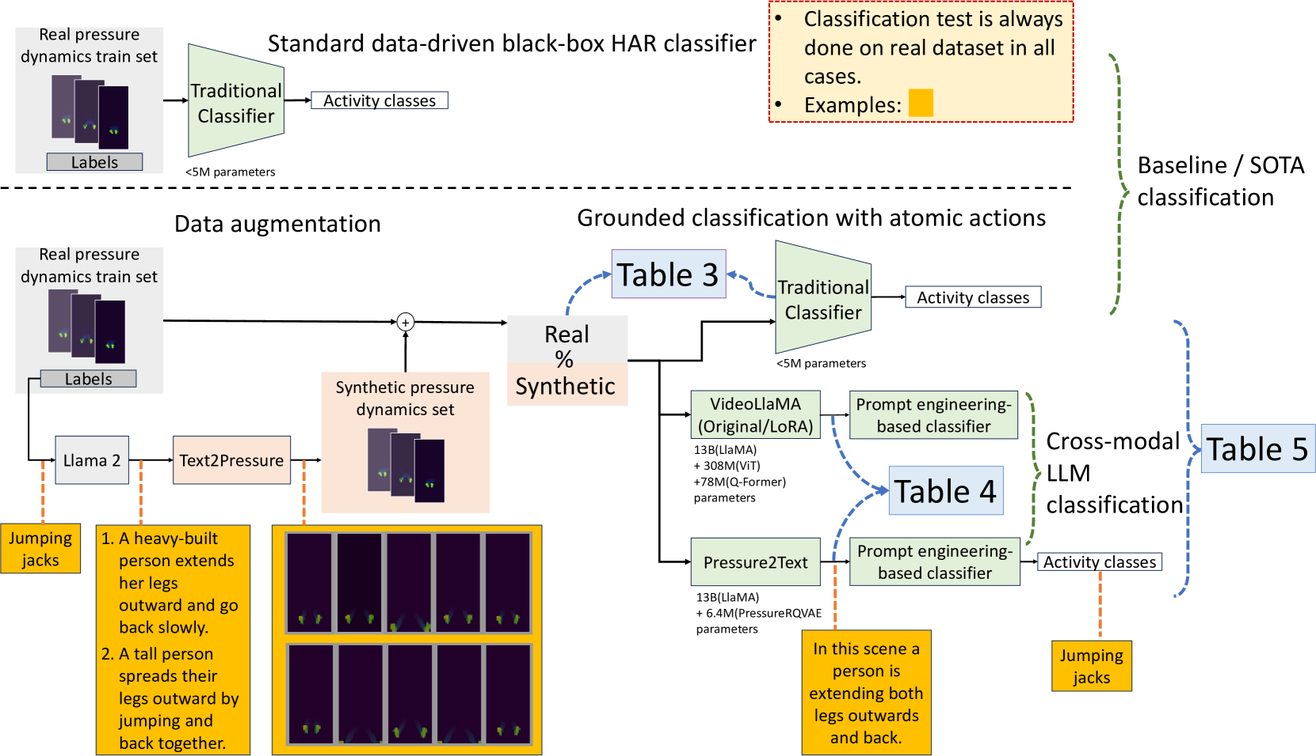 Real pressure
dynamics train set
Labels
Traditional
Classifier
<5M parameters
Standard data-driven black-box HAR classifier
Activity classes
• Classification test is always
done on real dataset in all
cases.
• Examples:
Baseline / SOTA
classification
Data augmentation
Grounded classification with atomic actions
Real pressure
dynamics train set
Labels
+
Llama 2
Text2Pressure
Synthetic pressure
dynamics set
Real
%
Synthetic
Table 3
Traditional
Classifier
<5M parameters
Activity classes
VideoLlaMA
(Original/LoRA)
13B(LlaMA)
+ 308M(ViT)
+78M(Q-Former)
parameters
Prompt engineering-
based classifier
Table 4
Cross-modal
LLM
classification
Table 5
Pressure2Text
13B(LlaMA)
+ 6.4M(PressureRQVAE
parameters
Prompt engineering-
based classifier
Activity classes
Jumping
jacks
1. A heavy-built
person extends
her legs
outward and go
back slowly.
2. A tall person
spreads their
legs outward by
jumping and
back together.
In this scene a
person is
extending both
legs outwards
and back.
Jumping
jacks